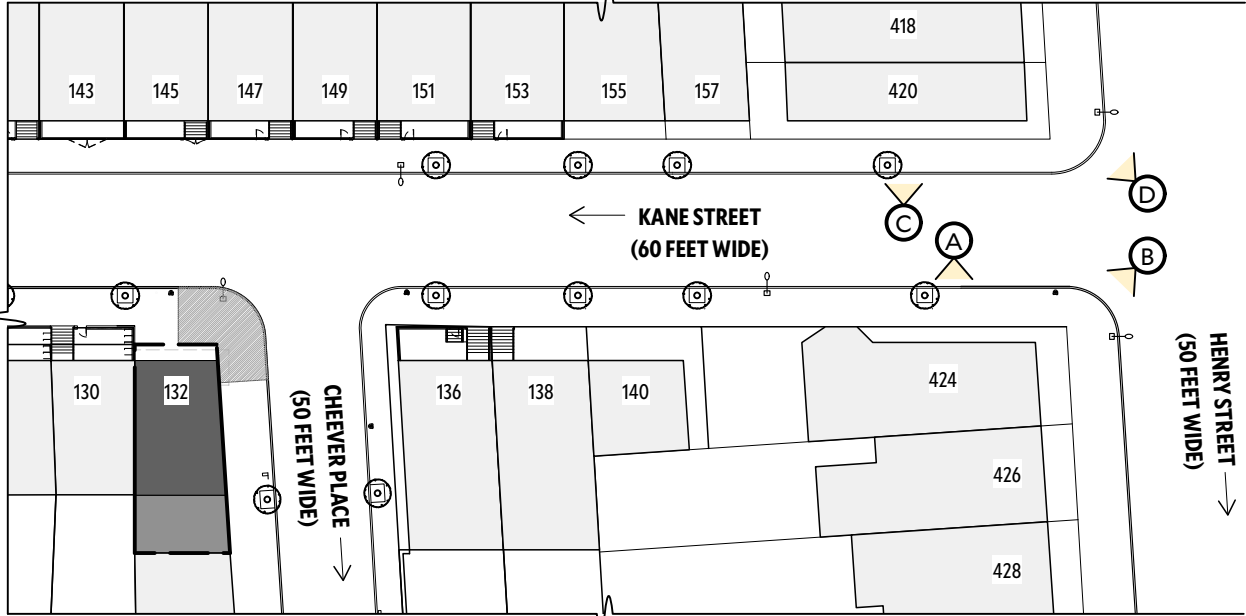 418
143
145
147
149
151
153
155
157
420
D
KANE STREET
(60 FEET WIDE)
C
A
B
130
132
CHEEVER PLACE
(50 FEET WIDE)
136
138
140
424
HENRY STREET
(50 FEET WIDE)
426
428